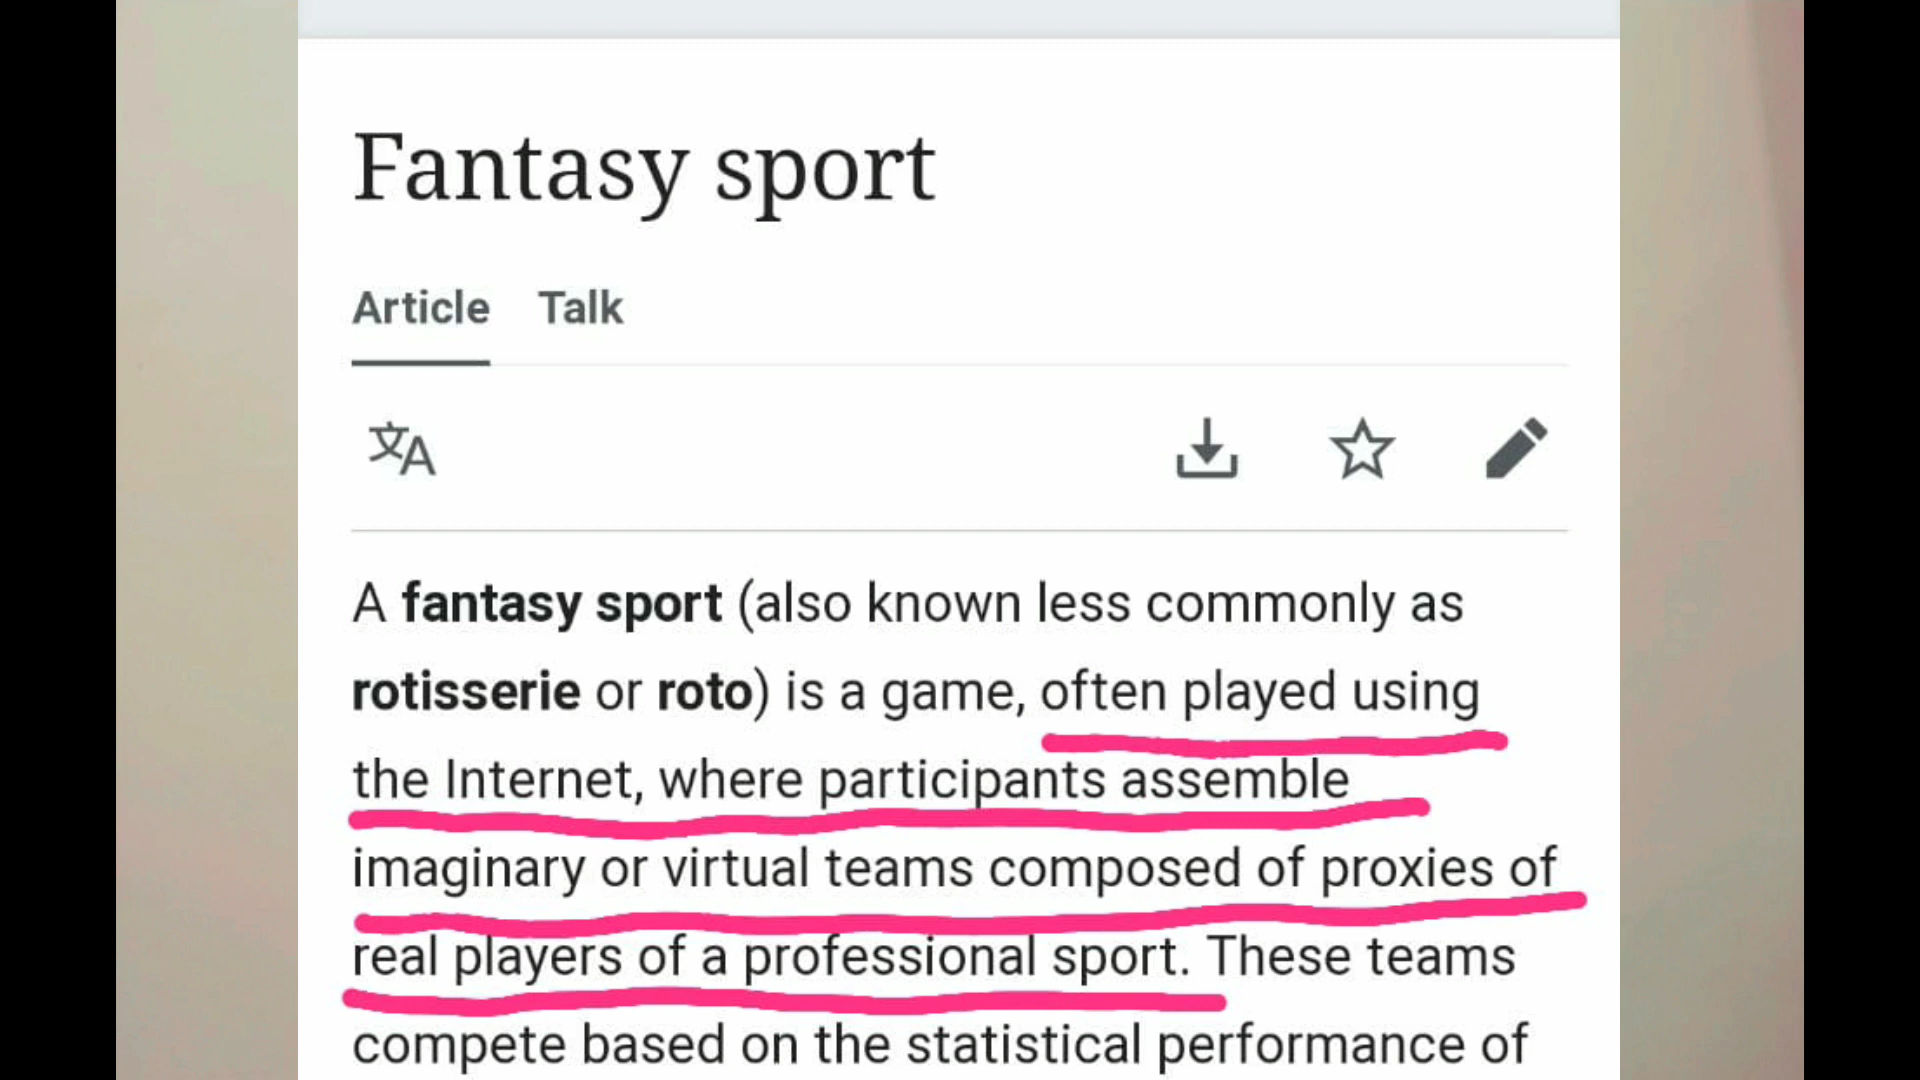 Fantasy sport
Article Talk
文A
A fantasy sport (also known less commonly as
rotisserie or roto) is a game, often played using
the Internet, where participants assemble
imaginary or virtual teams composed of proxies of
real players of a professional sport. These teams
compete based on the statistical performance of